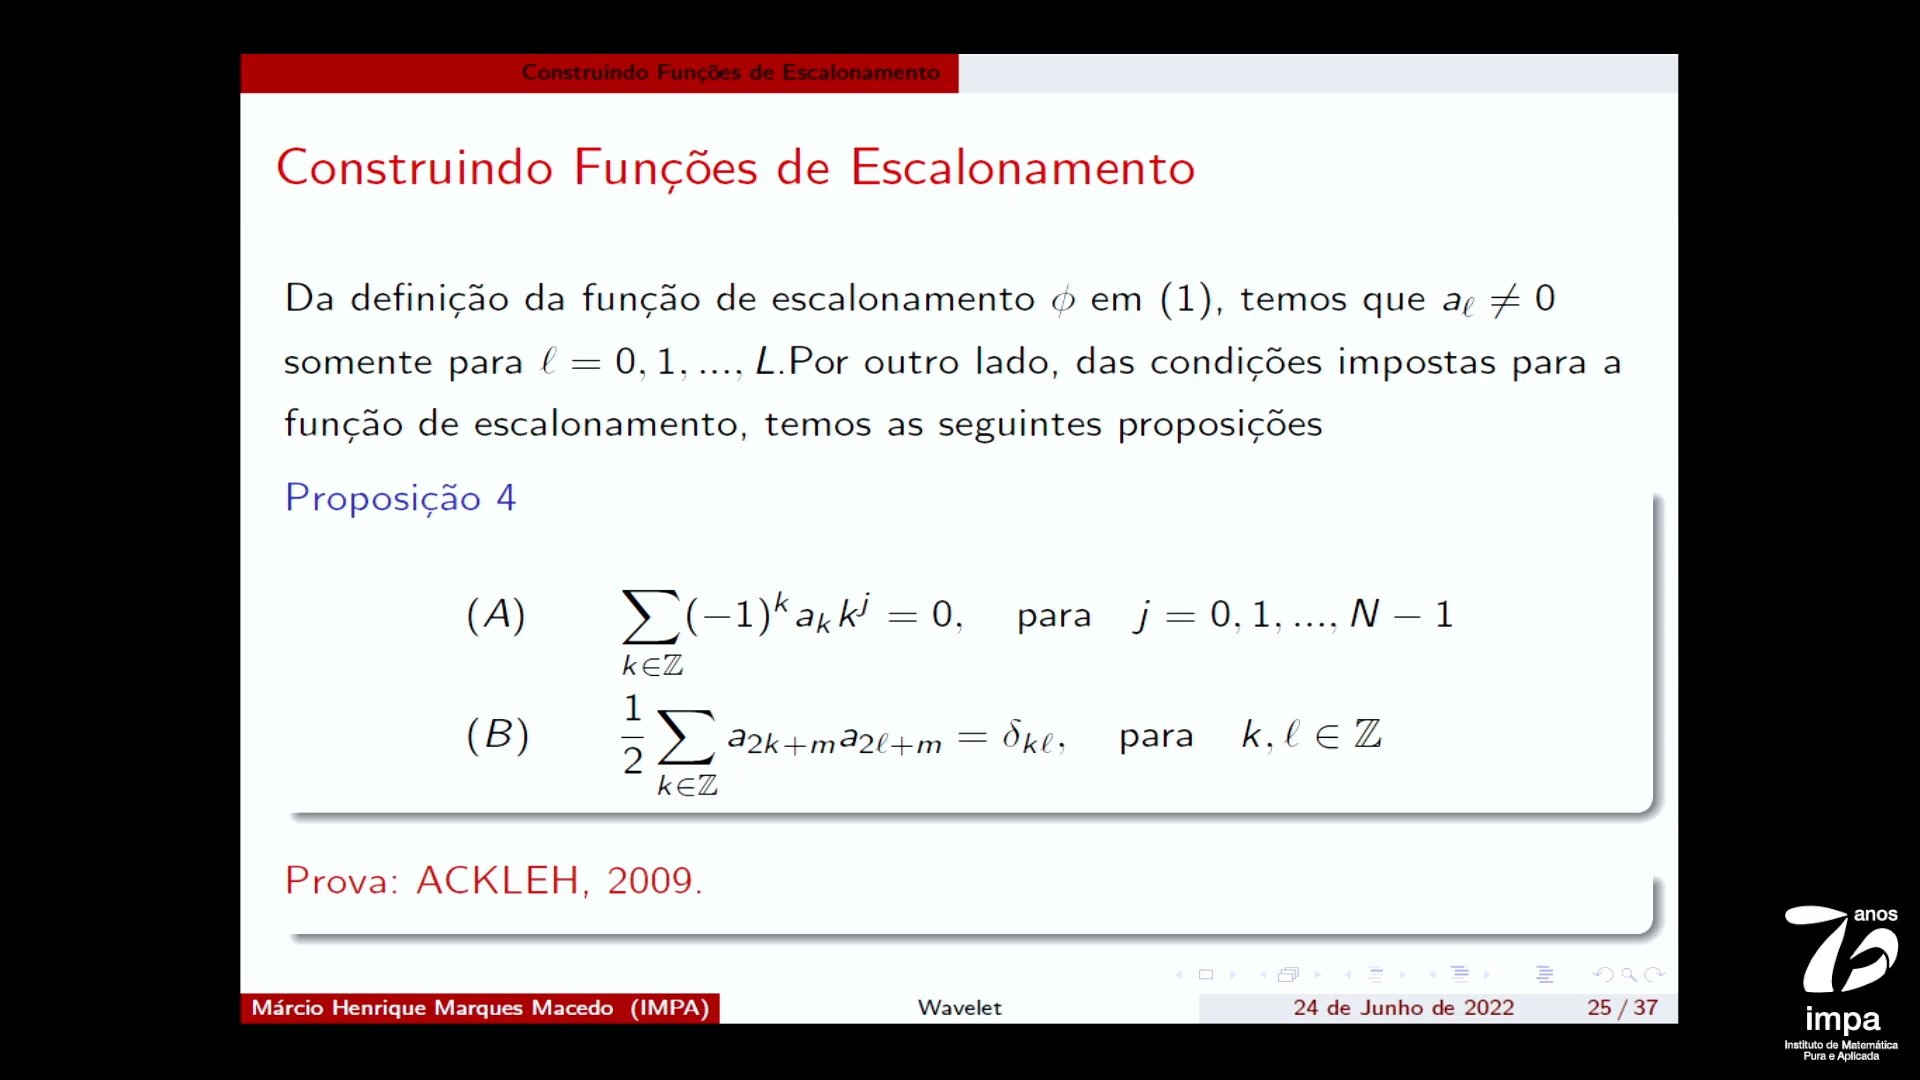 Construindo Funções de Escalonamento
Construindo Funções de Escalonamento
Da definição da função de escalonamento ϕ em (1), temos que aℓ ≠ 0
somente para ℓ = 0, 1, ..., L.Por outro lado, das condições impostas para a
função de escalonamento, temos as seguintes proposições
Proposição 4
(A) ∑_{k∈ℤ} (−1)^k a_k k^j = 0, para j = 0, 1, ..., N − 1
(B) 1/2 ∑_{k∈ℤ} a_{2k+m} a_{2ℓ+m} = δ_{kℓ}, para k, ℓ ∈ ℤ
Prova: ACKLEH, 2009.
Márcio Henrique Marques Macedo (IMPA) Wavelet 24 de Junho de 2022 25 / 37
anos
impa
Instituto de Matemática
Pura e Aplicada